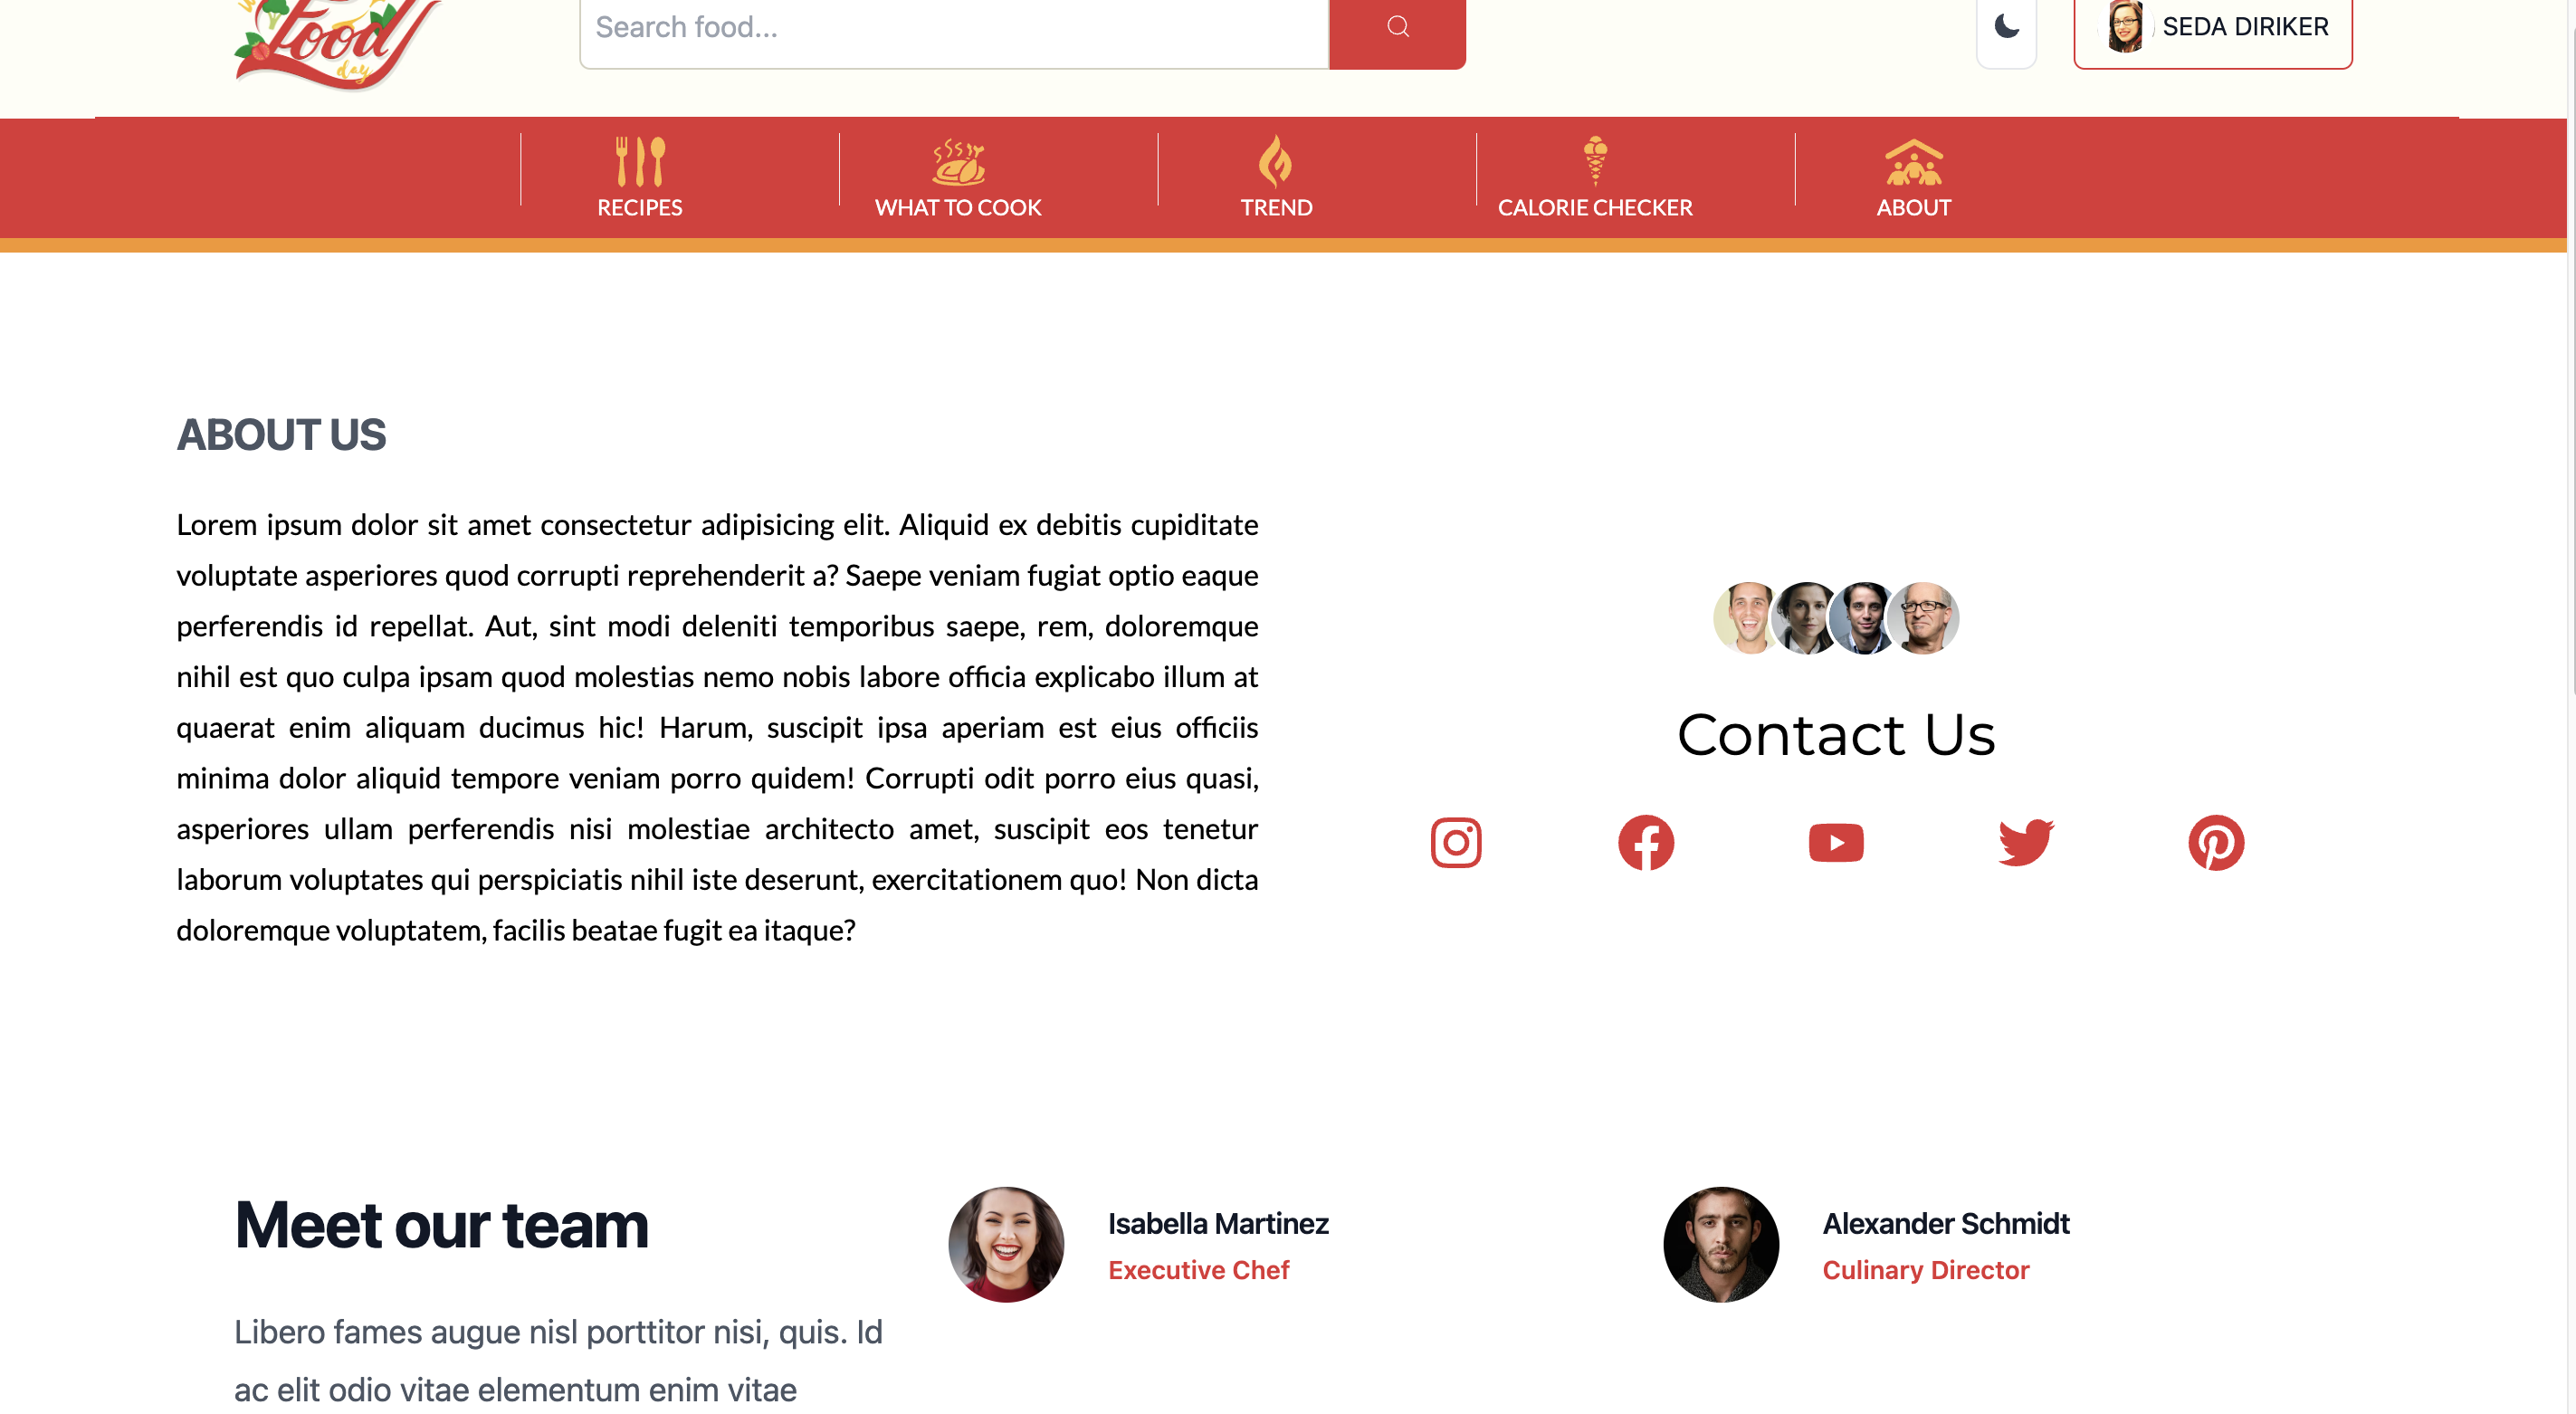 Food
day
Search food...
SEDA DIRIKER
RECIPES
WHAT TO COOK
TREND
CALORIE CHECKER
ABOUT
ABOUT US
Lorem ipsum dolor sit amet consectetur adipisicing elit. Aliquid ex debitis cupiditate
voluptate asperiores quod corrupti reprehenderit a? Saepe veniam fugiat optio eaque
perferendis id repellat. Aut, sint modi deleniti temporibus saepe, rem, doloremque
nihil est quo culpa ipsam quod molestias nemo nobis labore officia explicabo illum at
quaerat enim aliquam ducimus hic! Harum, suscipit ipsa aperiam est eius officiis
minima dolor aliquid tempore veniam porro quidem! Corrupti odit porro eius quasi,
asperiores ullam perferendis nisi molestiae architecto amet, suscipit eos tenetur
laborum voluptates qui perspiciatis nihil iste deserunt, exercitationem quo! Non dicta
doloremque voluptatem, facilis beatae fugit ea itaque?
Contact Us
Meet our team
Libero fames augue nisl porttitor nisi, quis. Id
ac elit odio vitae elementum enim vitae
Isabella Martinez
Executive Chef
Alexander Schmidt
Culinary Director